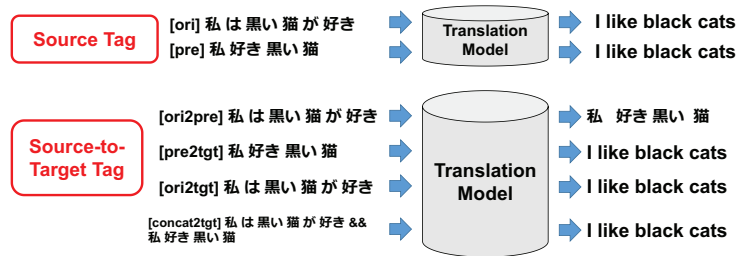 Source Tag
[ori] 私 は 黒い 猫 が 好き
[pre] 私 好き 黒い 猫
Translation
Model
I like black cats
I like black cats
Source-to-
Target Tag
[ori2pre] 私 は 黒い 猫 が 好き
[pre2tgt] 私 好き 黒い 猫
[ori2tgt] 私 は 黒い 猫 が 好き
[concat2tgt] 私 は 黒い 猫 が 好き &&
私 好き 黒い 猫
Translation
Model
私 好き 黒い 猫
I like black cats
I like black cats
I like black cats